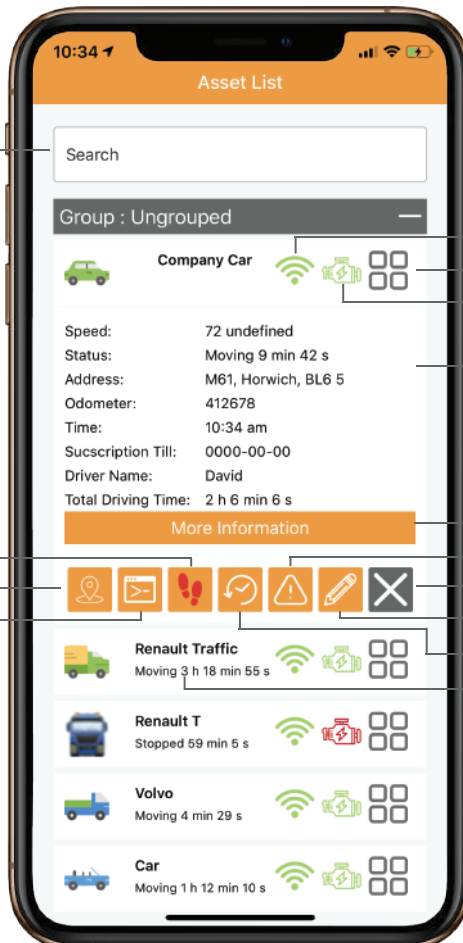 10:34
Asset List
Search
Group : Ungrouped
Company Car
Speed: 72 undefined
Status: Moving 9 min 42 s
Address: M61, Horwich, BL6 5
Odometer: 412678
Time: 10:34 am
Sucscription Till: 0000-00-00
Driver Name: David
Total Driving Time: 2 h 6 min 6 s
More Information
Renault Traffic
Moving 3 h 18 min 55 s
Renault T
Stopped 59 min 5 s
Volvo
Moving 4 min 29 s
Car
Moving 1 h 12 min 10 s